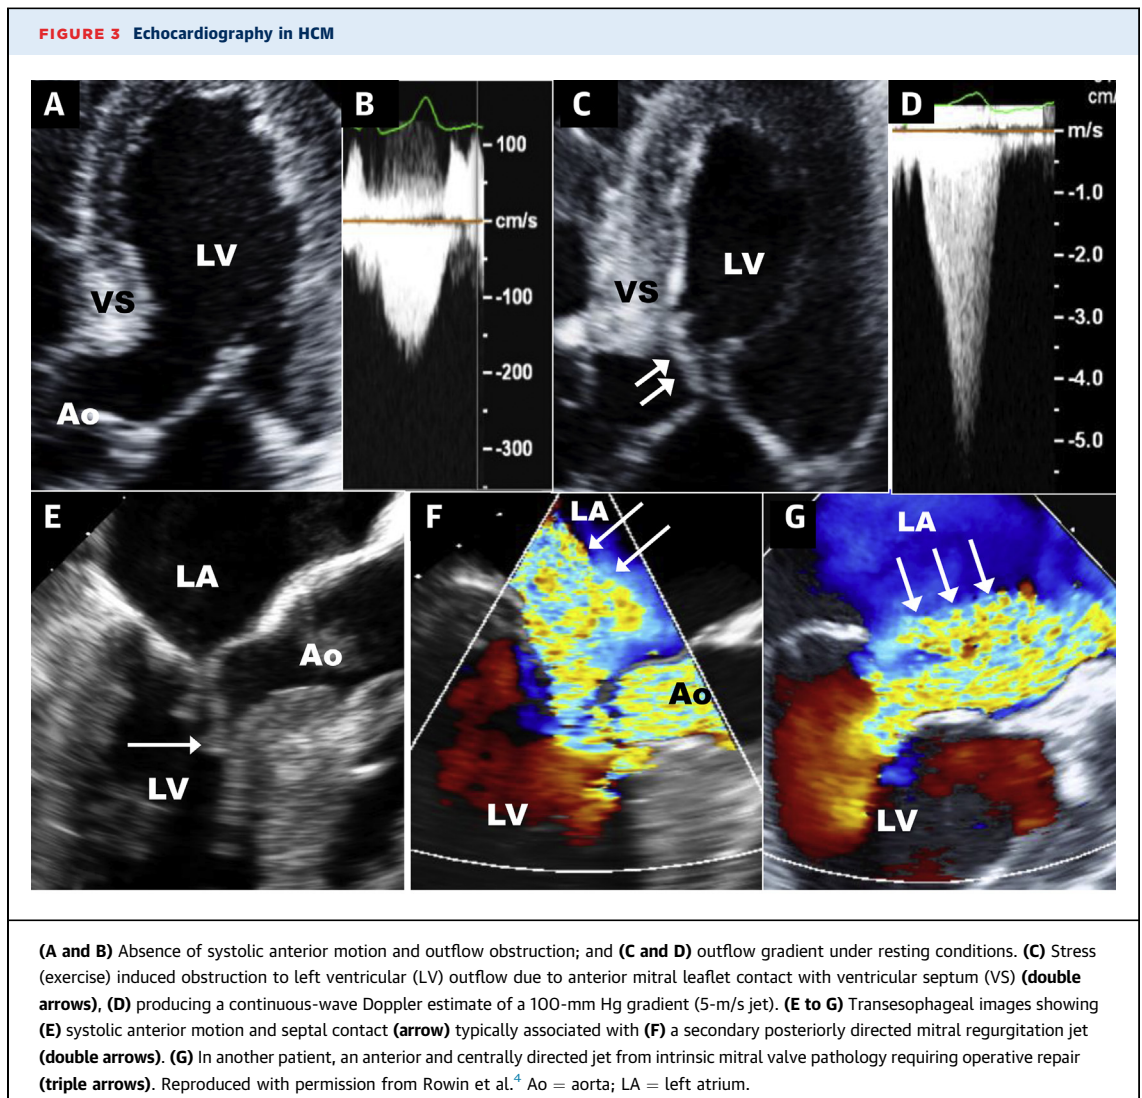 FIGURE 3 Echocardiography in HCM
A
B
C
D
LV
VS
Ao
100
cm/s
-100
-200
-300
LV
VS
cm/
m/s
-1.0
-2.0
-3.0
-4.0
-5.0
E
F
G
LA
Ao
LV
LA
Ao
LV
LA
LV
(A and B) Absence of systolic anterior motion and outflow obstruction; and (C and D) outflow gradient under resting conditions. (C) Stress
(exercise) induced obstruction to left ventricular (LV) outflow due to anterior mitral leaflet contact with ventricular septum (VS) (double
arrows), (D) producing a continuous-wave Doppler estimate of a 100-mm Hg gradient (5-m/s jet). (E to G) Transesophageal images showing
(E) systolic anterior motion and septal contact (arrow) typically associated with (F) a secondary posteriorly directed mitral regurgitation jet
(double arrows). (G) In another patient, an anterior and centrally directed jet from intrinsic mitral valve pathology requiring operative repair
(triple arrows). Reproduced with permission from Rowin et al.4 Ao = aorta; LA = left atrium.